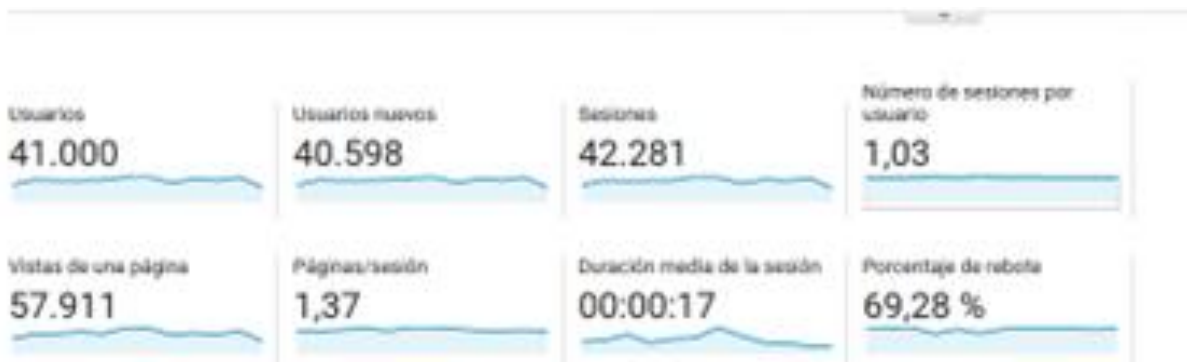 Usuarios
41.000
Usuarios nuevos
40.598
Sesiones
42.281
Número de sesiones por
usuario
1,03
Vistas de una página
57.911
Páginas/sesión
1,37
Duración media de la sesión
00:00:17
Porcentaje de rebote
69,28 %